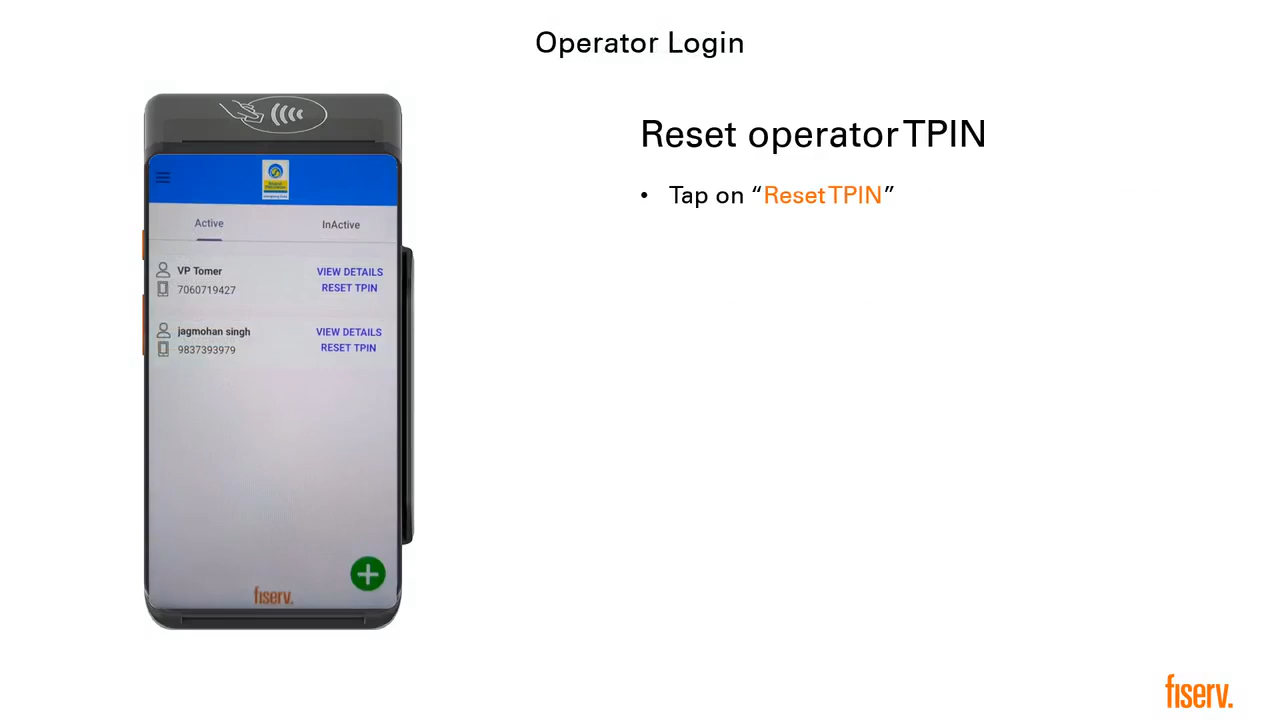 Operator Login
Reset operator TPIN
• Tap on “Reset TPIN”
Active
InActive
VP Tomer
VIEW DETAILS
7060719427
RESET TPIN
jagmohan singh
VIEW DETAILS
9837393979
RESET TPIN
fiserv.
fiserv.